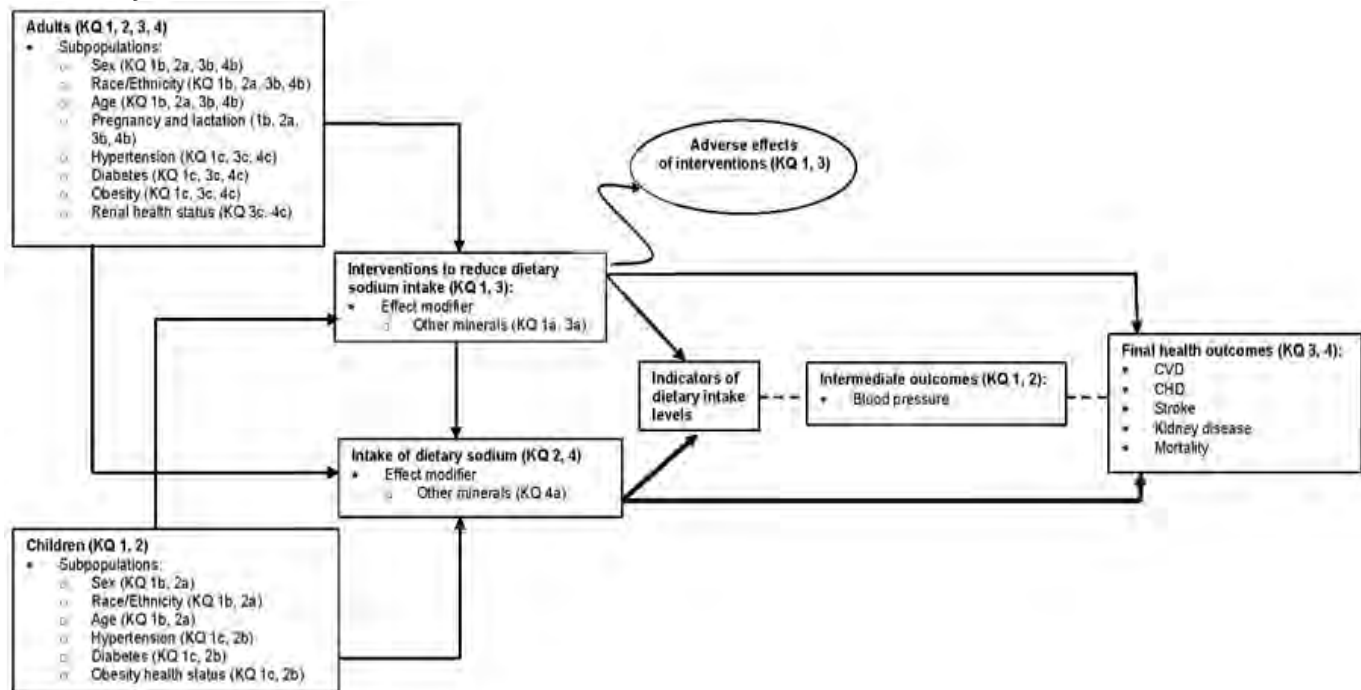 Adults (KQ 1, 2, 3, 4)
• Subpopulations:
o Sex (KQ 1b, 2a, 3b, 4b)
o Race/Ethnicity (KQ 1b, 2a, 3b, 4b)
o Age (KQ 1b, 2a, 3b, 4b)
o Pregnancy and lactation (1b, 2a,
3b, 4b)
o Hypertension (KQ 1c, 3c, 4c)
o Diabetes (KQ 1c, 3c, 4c)
o Obesity (KQ 1c, 3c, 4c)
o Renal health status (KQ 3c, 4c)
Adverse effects
of interventions (KQ 1, 3)
Interventions to reduce dietary
sodium intake (KQ 1, 3):
• Effect modifier
o Other minerals (KQ 1a, 3a)
Indicators of
dietary intake
levels
Intermediate outcomes (KQ 1, 2):
• Blood pressure
Final health outcomes (KQ 3, 4):
• CVD
• CHD
• Stroke
• Kidney disease
• Mortality
Intake of dietary sodium (KQ 2, 4)
• Effect modifier
o Other minerals (KQ 4a)
Children (KQ 1, 2)
• Subpopulations:
o Sex (KQ 1b, 2a)
o Race/Ethnicity (KQ 1b, 2a)
o Age (KQ 1b, 2a)
o Hypertension (KQ 1c, 2b)
o Diabetes (KQ 1c, 2b)
o Obesity health status (KQ 1c, 2b)